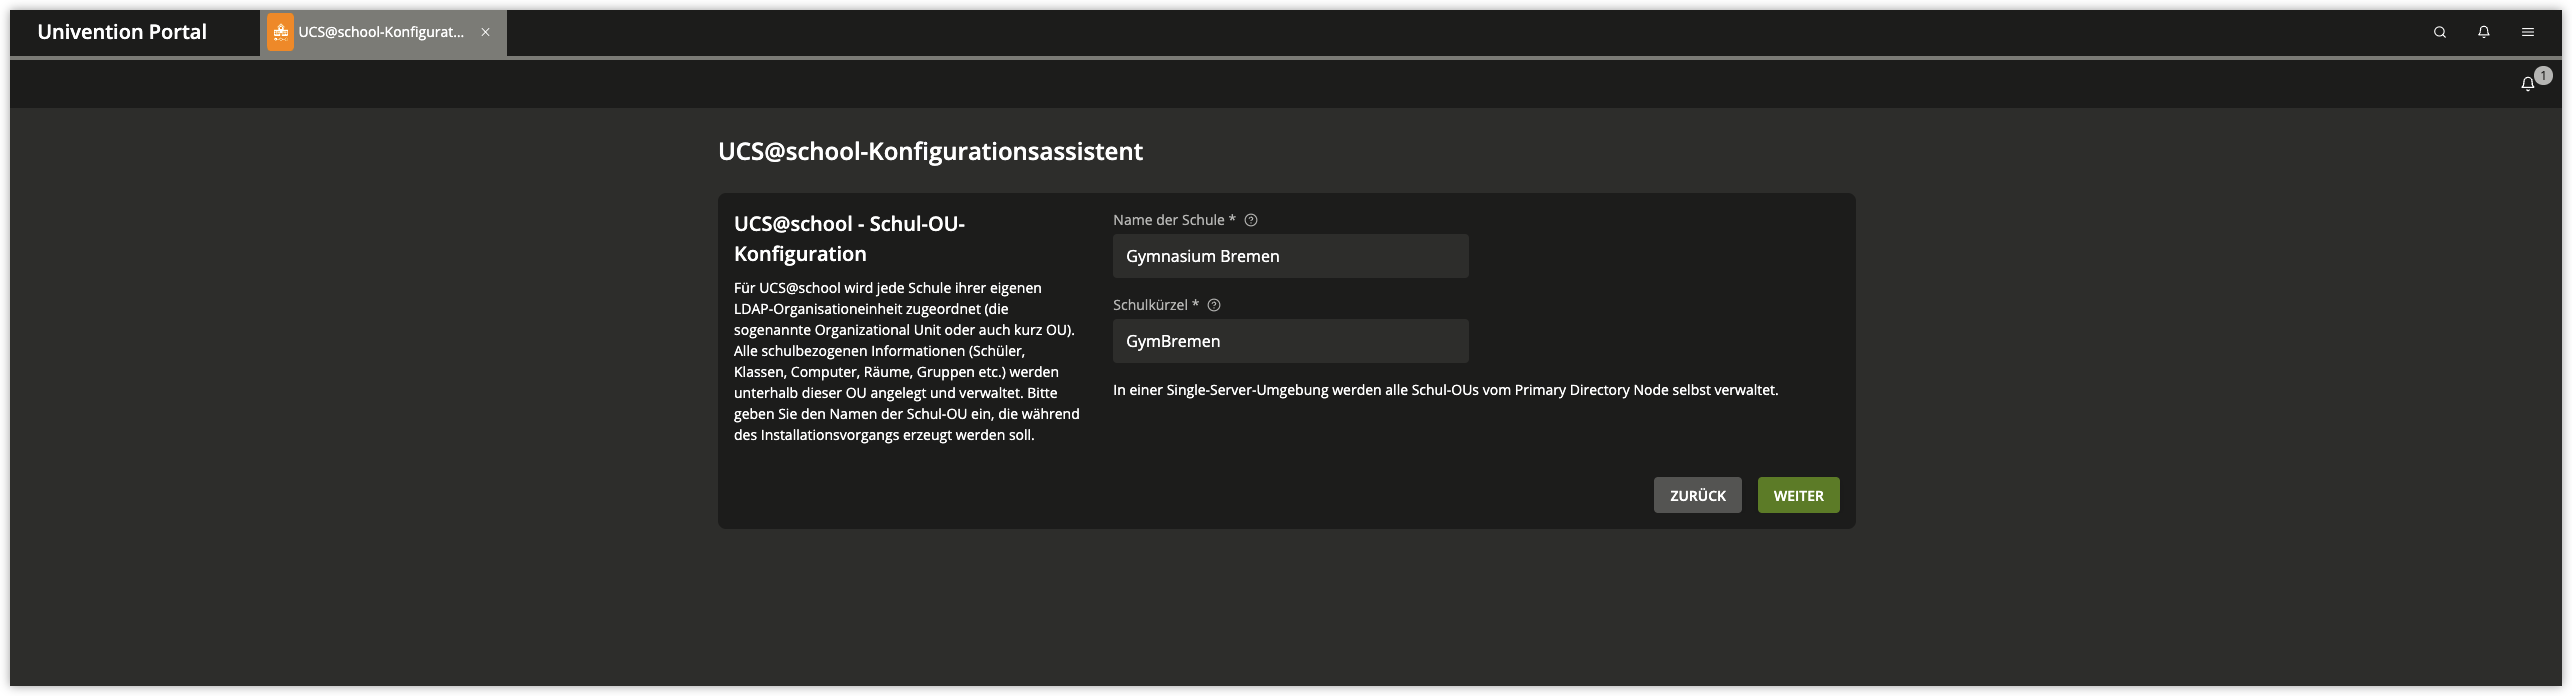 Univention Portal
UCS@school-Konfigurat...
1
UCS@school-Konfigurationsassistent
UCS@school - Schul-OU-
Konfiguration
Für UCS@school wird jede Schule ihrer eigenen
LDAP-Organisationeinheit zugeordnet (die
sogenannte Organizational Unit oder auch kurz OU).
Alle schulbezogenen Informationen (Schüler,
Klassen, Computer, Räume, Gruppen etc.) werden
unterhalb dieser OU angelegt und verwaltet. Bitte
geben Sie den Namen der Schul-OU ein, die während
des Installationsvorgangs erzeugt werden soll.
Name der Schule *
Gymnasium Bremen
Schulkürzel *
GymBremen
In einer Single-Server-Umgebung werden alle Schul-OUs vom Primary Directory Node selbst verwaltet.
ZURÜCK
WEITER